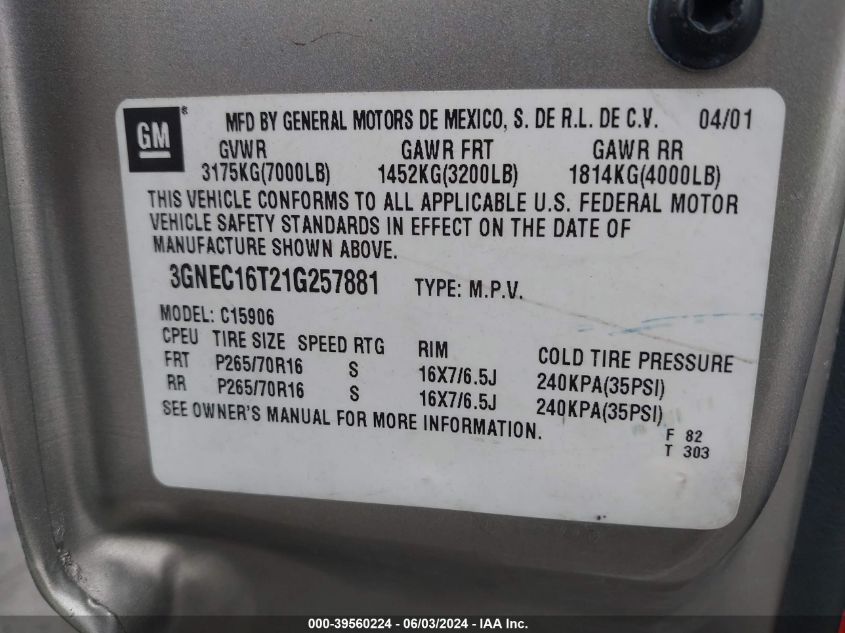 GM ® MFD BY GENERAL MOTORS DE MEXICO, S. DE R.L. DE C.V. 04/01
GVWR GAWR FRT GAWR RR
3175KG(7000LB) 1452KG(3200LB) 1814KG(4000LB)
THIS VEHICLE CONFORMS TO ALL APPLICABLE U.S. FEDERAL MOTOR
VEHICLE SAFETY STANDARDS IN EFFECT ON THE DATE OF
MANUFACTURE SHOWN ABOVE.
3GNEC16T21G257881 TYPE: M.P.V.
MODEL: C15906
CPEU TIRE SIZE SPEED RTG RIM COLD TIRE PRESSURE
FRT P265/70R16 S 16X7/6.5J 240KPA(35PSI)
RR P265/70R16 S 16X7/6.5J 240KPA(35PSI)
SEE OWNER'S MANUAL FOR MORE INFORMATION.
F 82
T 303
000-39560224 - 06/03/2024 - IAA Inc.